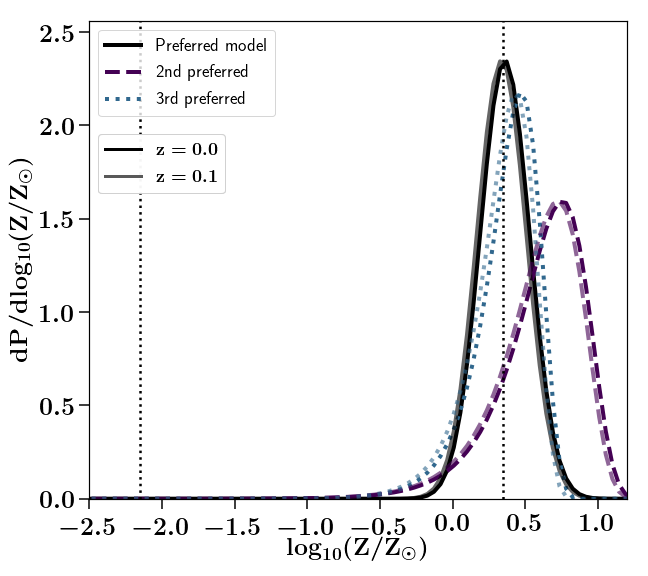 2.5
2.0
1.5
1.0
0.5
0.0
dP/dlog₁₀(Z/Z⊙)
Preferred model
2nd preferred
3rd preferred
z = 0.0
z = 0.1
−2.5 −2.0 −1.5 −1.0 −0.5 0.0 0.5 1.0
log₁₀(Z/Z⊙)